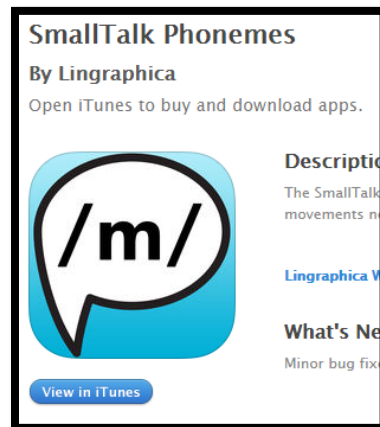 SmallTalk Phonemes
By Lingraphica
Open iTunes to buy and download apps.
/m/
Descriptio
The SmallTalk
movements n
Lingraphica W
What's Ne
Minor bug fix
View in iTunes